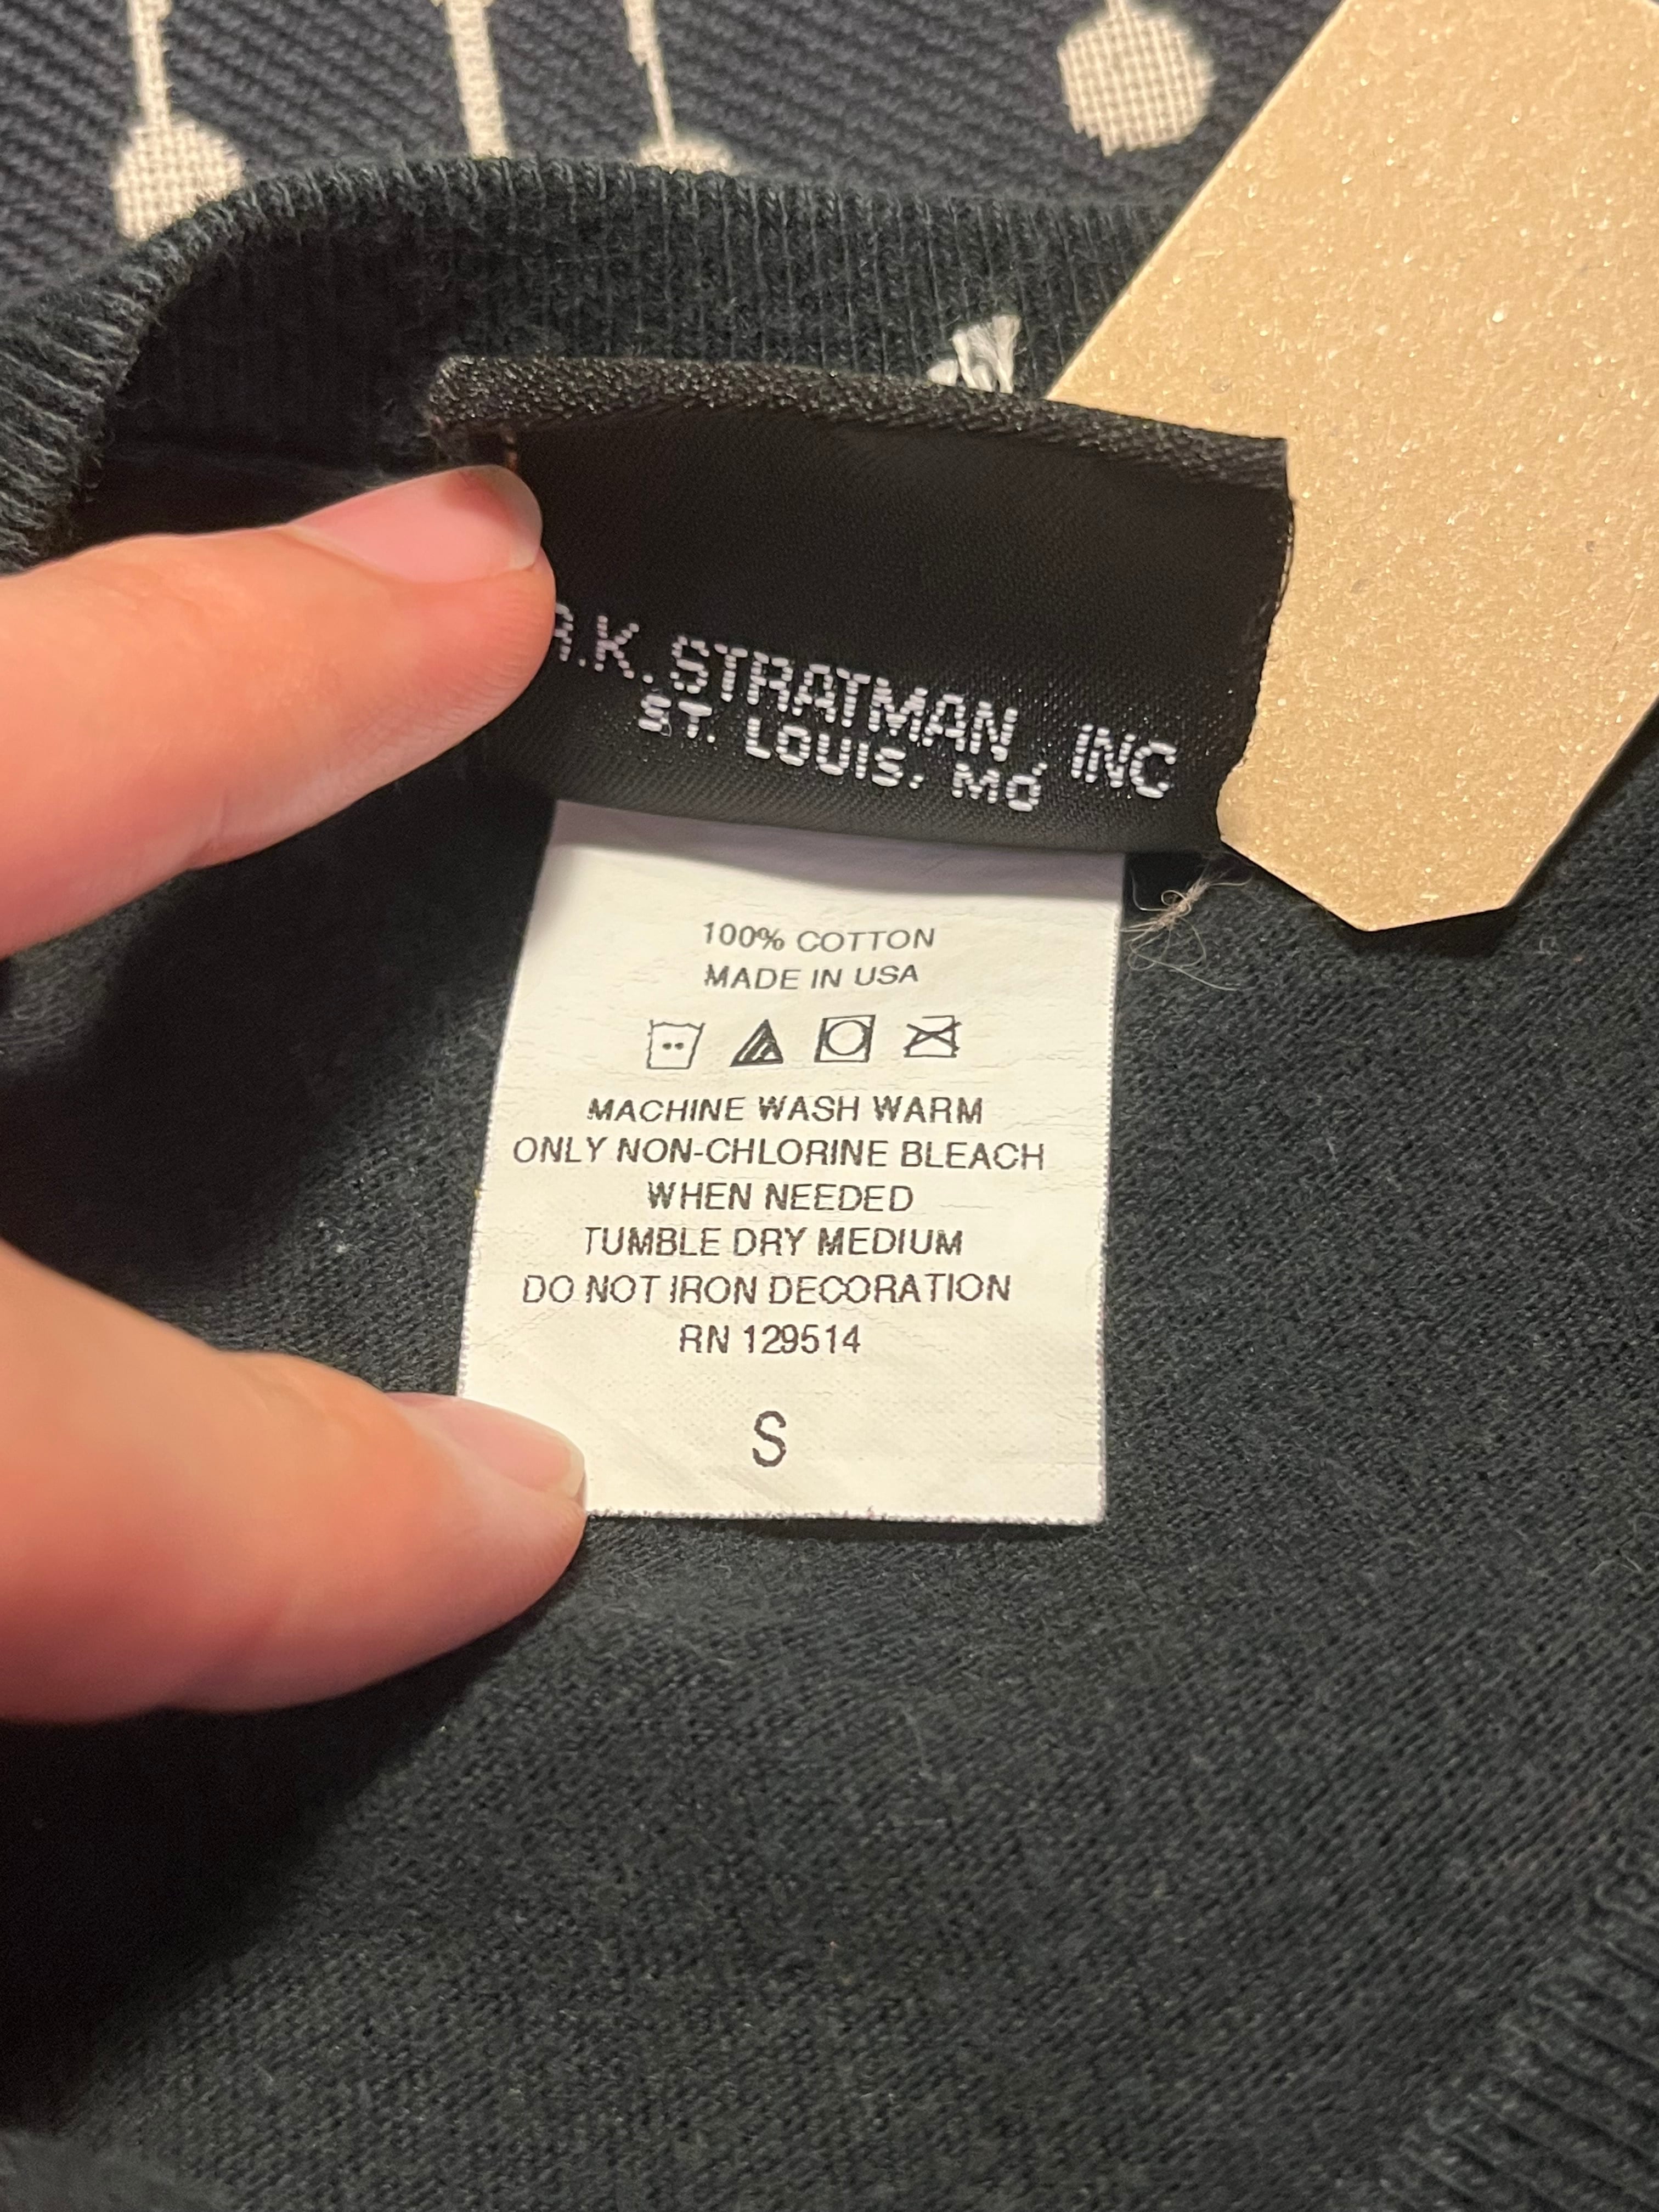 R.K. STRATMAN, INC
ST. LOUIS, MO
100% COTTON
MADE IN USA
MACHINE WASH WARM
ONLY NON-CHLORINE BLEACH
WHEN NEEDED
TUMBLE DRY MEDIUM
DO NOT IRON DECORATION
RN 129514
S